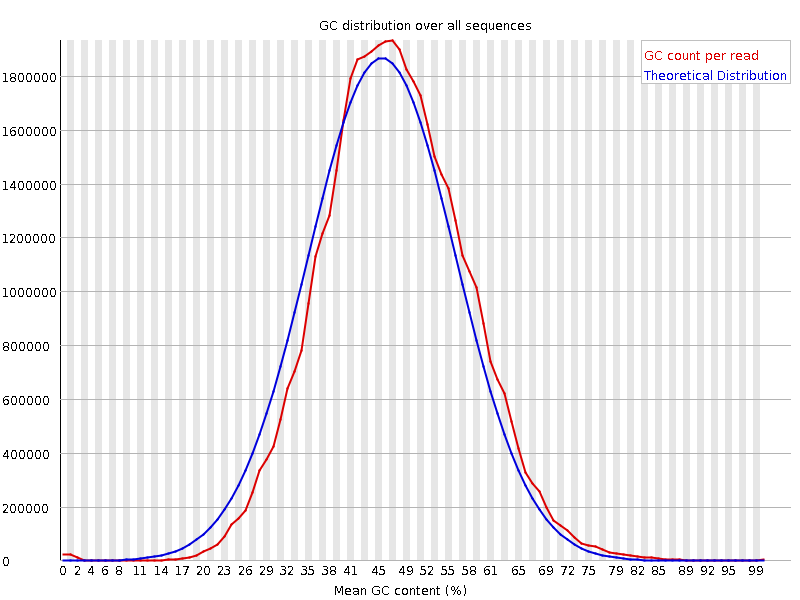 GC distribution over all sequences
GC count per read
Theoretical Distribution
1800000
1600000
1400000
1200000
1000000
800000
600000
400000
200000
0
0 2 4 6 8 11 14 17 20 23 26 29 32 35 38 41 45 49 52 55 58 61 65 69 72 75 79 82 85 89 92 95 99
Mean GC content (%)